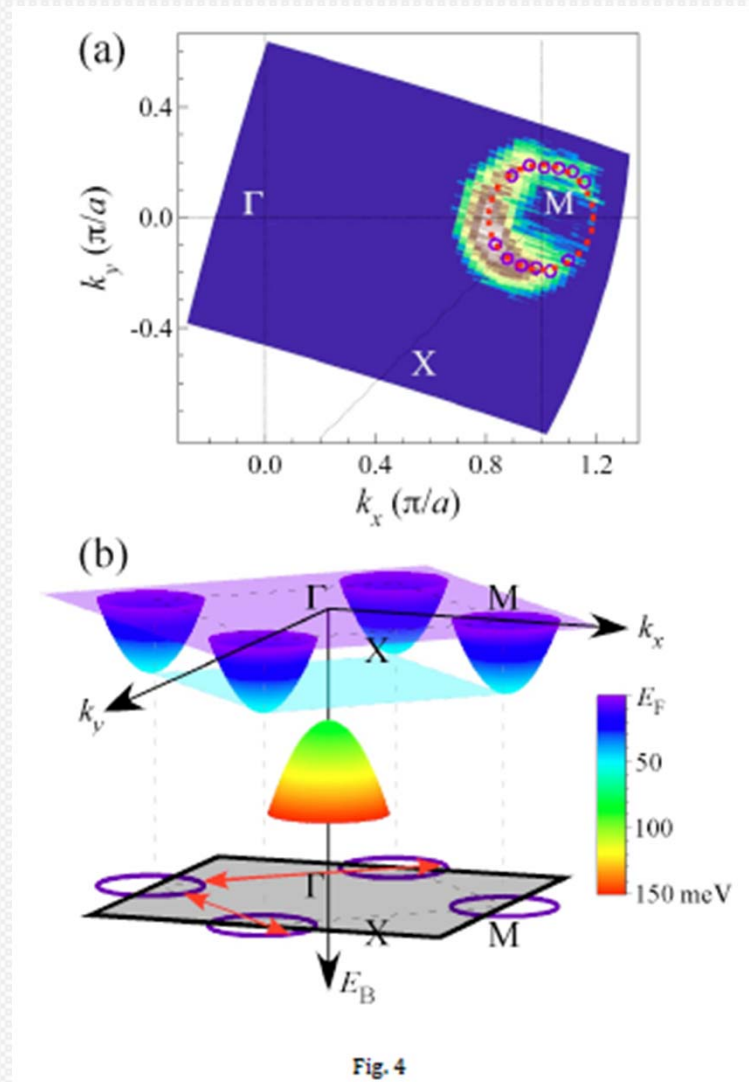 (a)
0.4
0.0
-0.4
k_y (π/a)
Γ
M
X
0.0 0.4 0.8 1.2
k_x (π/a)
(b)
Γ M
k_x
X
k_y
E_F
50
100
150 meV
Γ
X M
E_B
Fig. 4